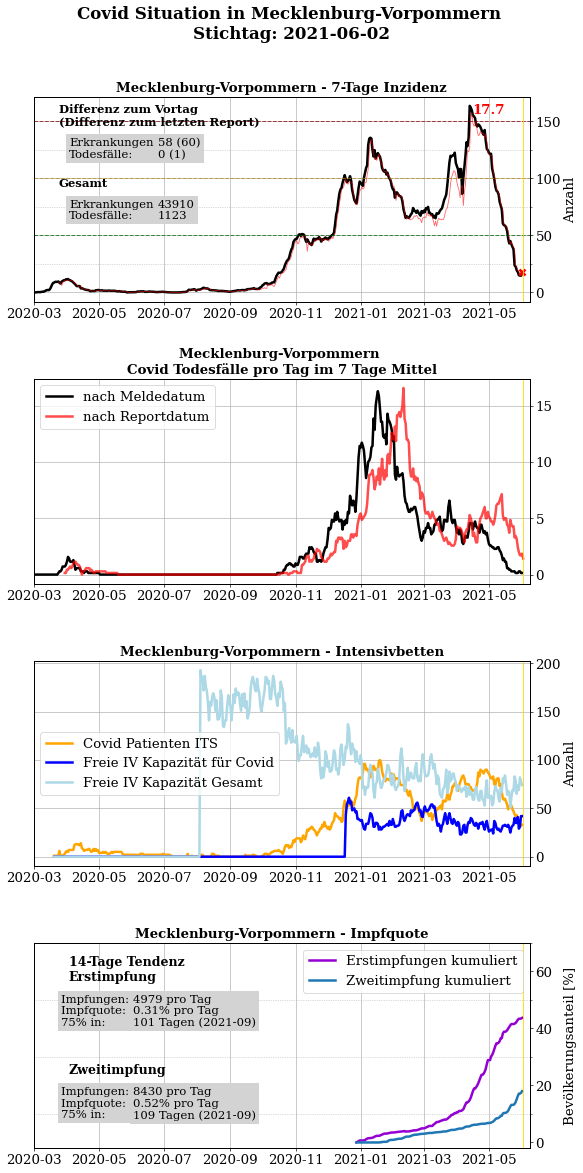 Covid Situation in Mecklenburg-Vorpommern
Stichtag: 2021-06-02
Mecklenburg-Vorpommern - 7-Tage Inzidenz
Differenz zum Vortag
(Differenz zum letzten Report)
Erkrankungen 58 (60)
Todesfälle: 0 (1)
Gesamt
Erkrankungen 43910
Todesfälle: 1123
17.7
150
100
50
0
Anzahl
2020-03 2020-05 2020-07 2020-09 2020-11 2021-01 2021-03 2021-05
Mecklenburg-Vorpommern
Covid Todesfälle pro Tag im 7 Tage Mittel
nach Meldedatum
nach Reportdatum
15
10
5
0
2020-03 2020-05 2020-07 2020-09 2020-11 2021-01 2021-03 2021-05
Mecklenburg-Vorpommern - Intensivbetten
Covid Patienten ITS
Freie IV Kapazität für Covid
Freie IV Kapazität Gesamt
200
150
100
50
0
Anzahl
2020-03 2020-05 2020-07 2020-09 2020-11 2021-01 2021-03 2021-05
Mecklenburg-Vorpommern - Impfquote
14-Tage Tendenz
Erstimpfung
Impfungen: 4979 pro Tag
Impfquote: 0.31% pro Tag
75% in: 101 Tagen (2021-09)
Zweitimpfung
Impfungen: 8430 pro Tag
Impfquote: 0.52% pro Tag
75% in: 109 Tagen (2021-09)
Erstimpfungen kumuliert
Zweitimpfung kumuliert
60
40
20
0
Bevölkerungsanteil [%]
2020-03 2020-05 2020-07 2020-09 2020-11 2021-01 2021-03 2021-05